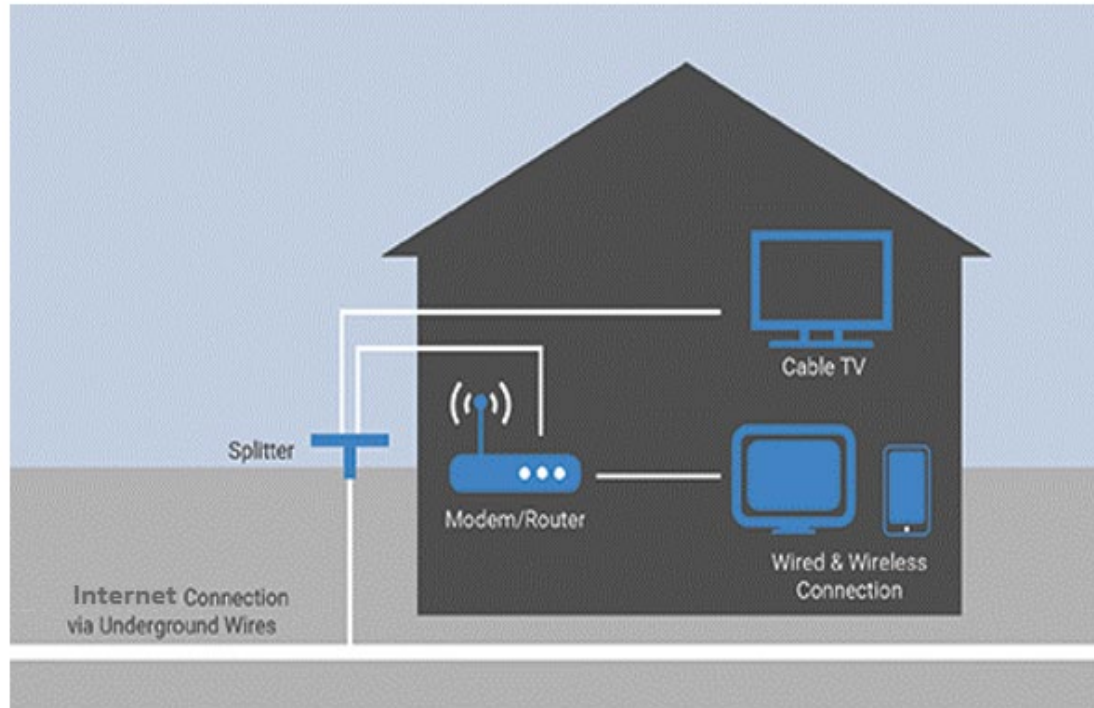 Cable TV
Splitter
Modem/Router
Wired & Wireless
Connection
Internet Connection
via Underground Wires